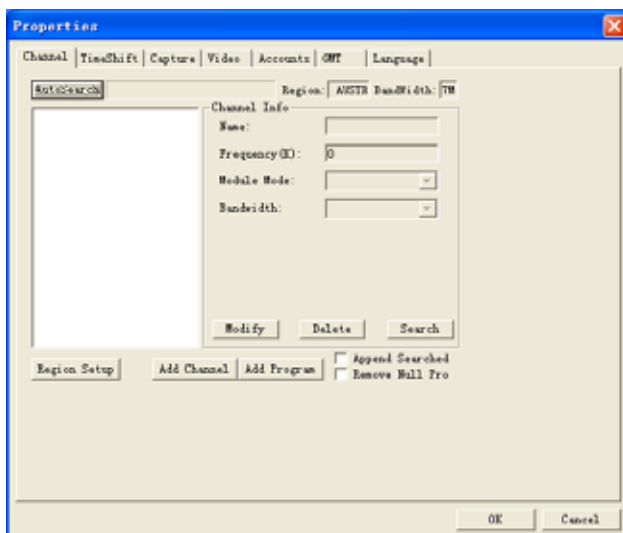 Properties
Channel TimeShift Capture Video Accounts GMT Language
AutoSearch Region: AUSTR BandWidth: 7M
Channel Info
Name:
Frequency(K): 0
Module Mode:
Bandwidth:
Modify Delete Search
Region Setup Add Channel Add Program Append Searched
Remove Null Pro
OK Cancel